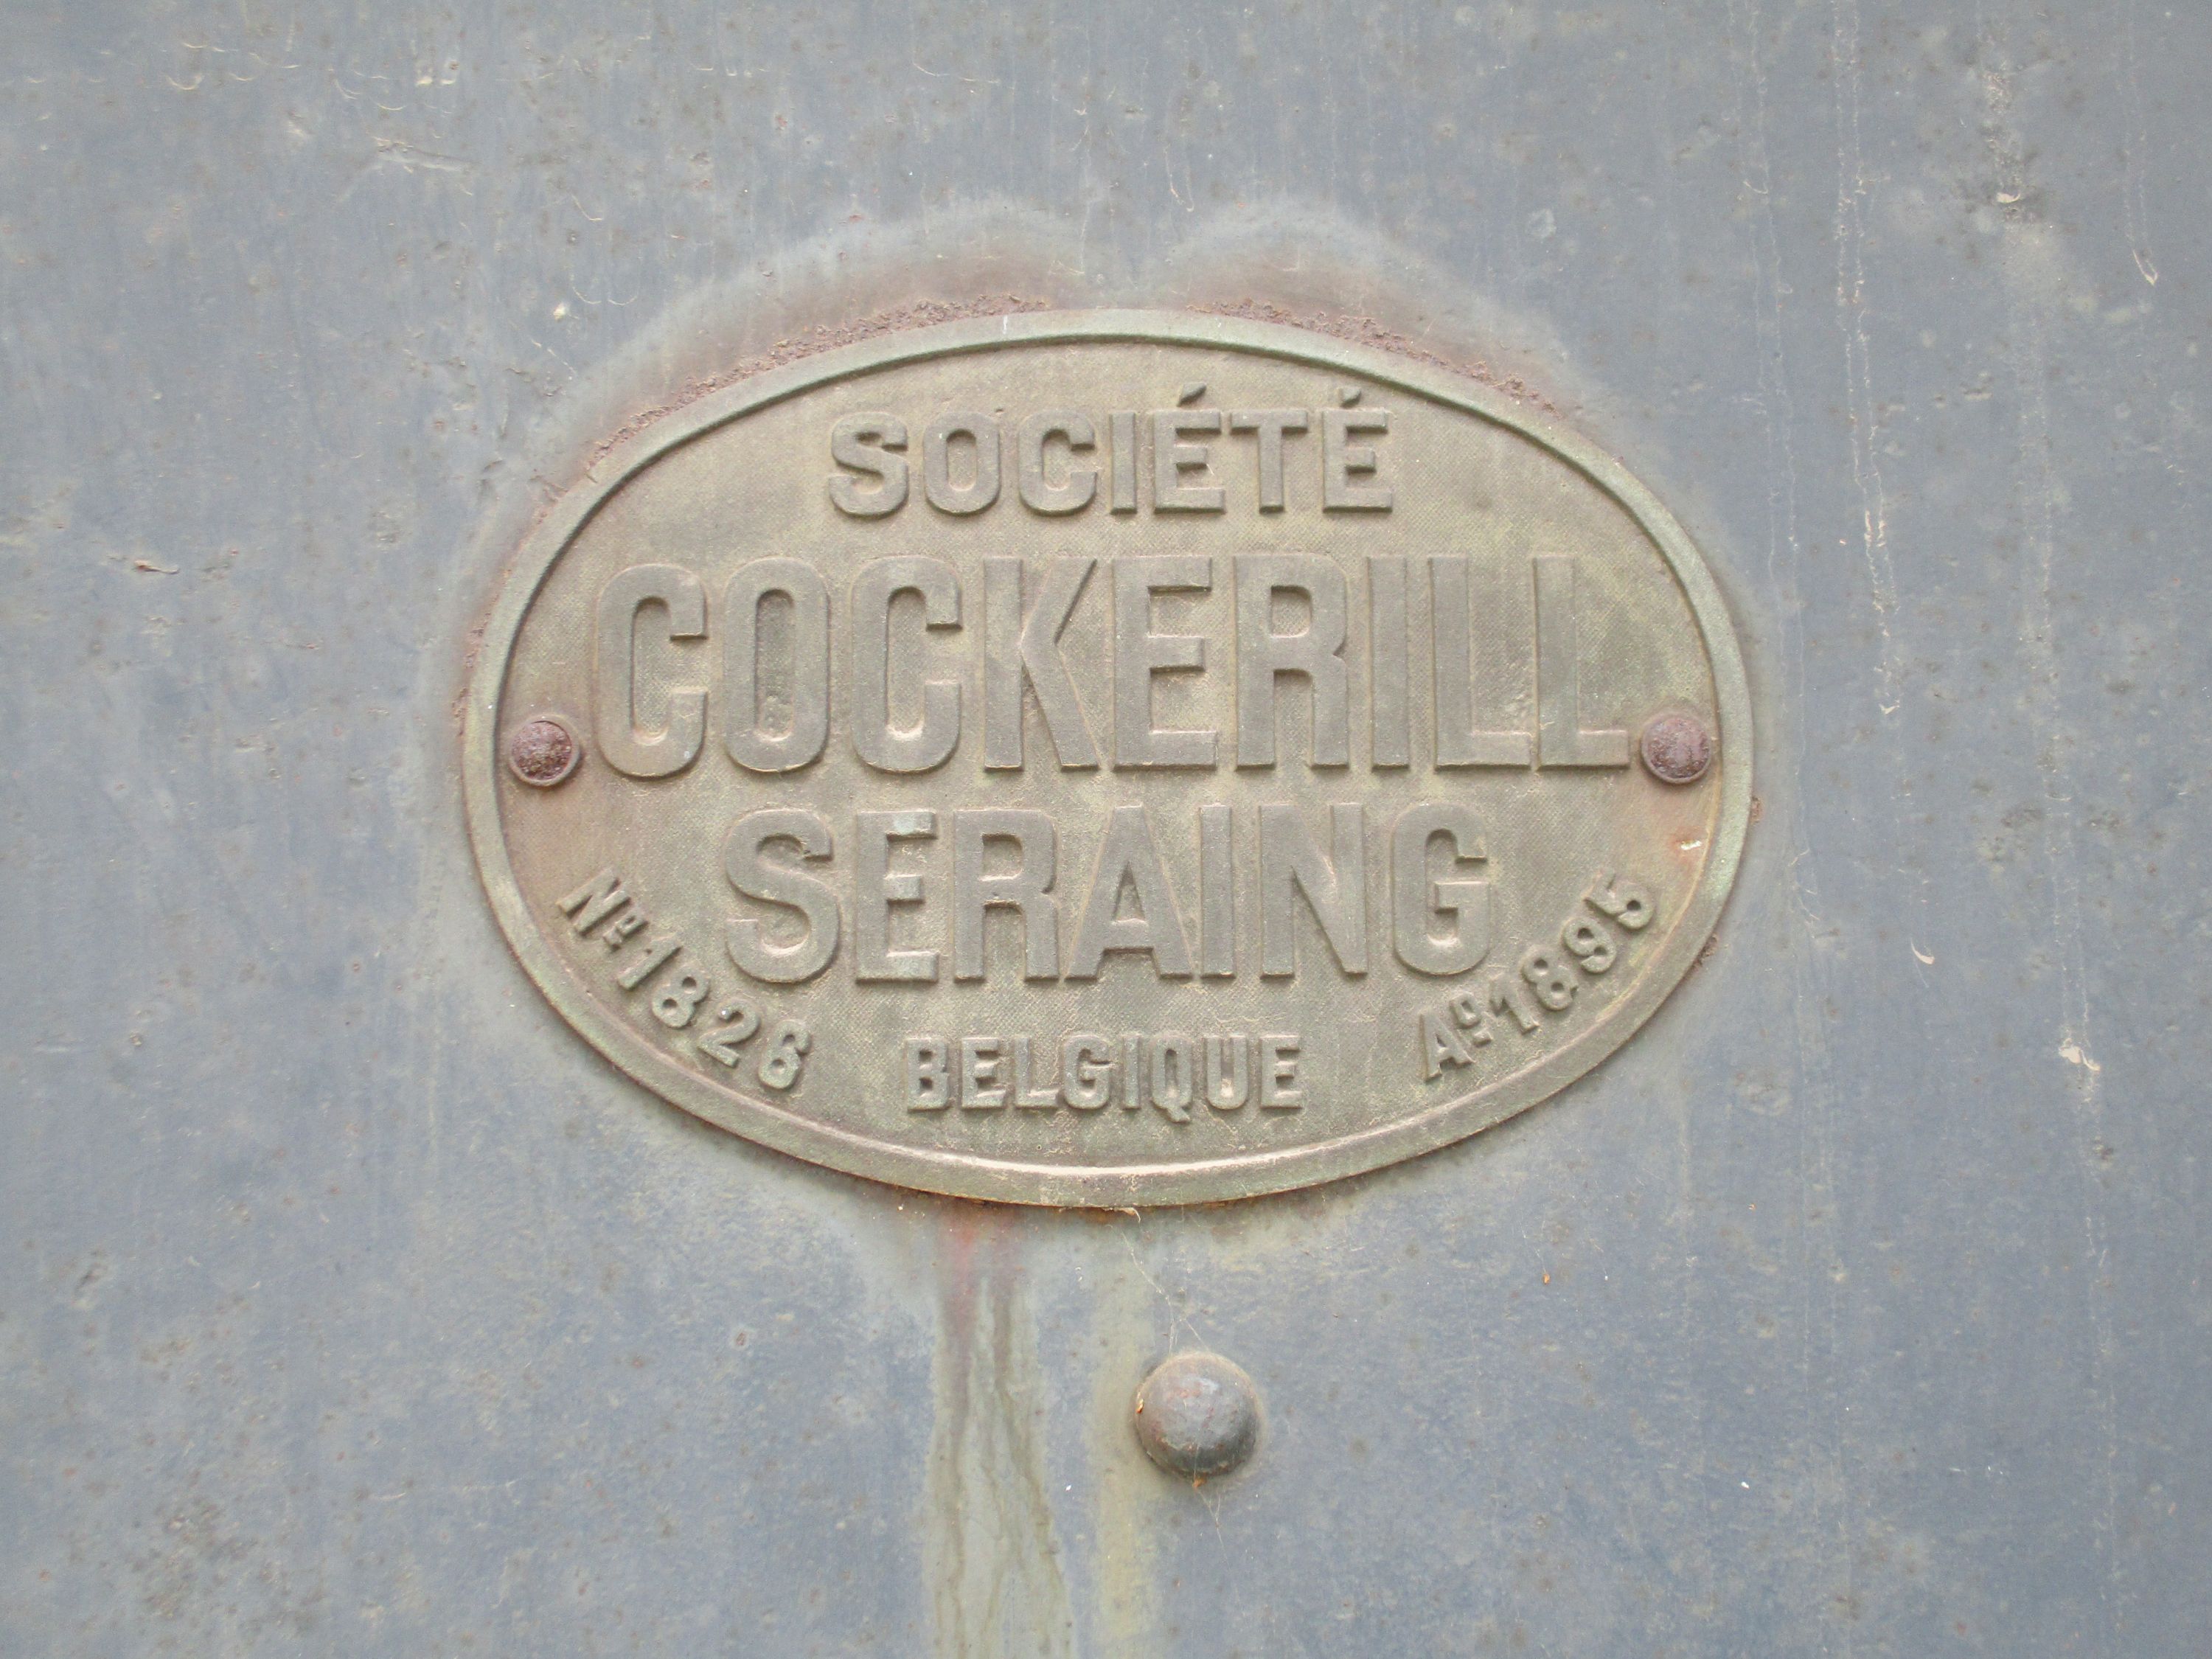 SOCIÉTÉ
COCKERILL
SERAING
Nº 1826
BELGIQUE
Aº 1895